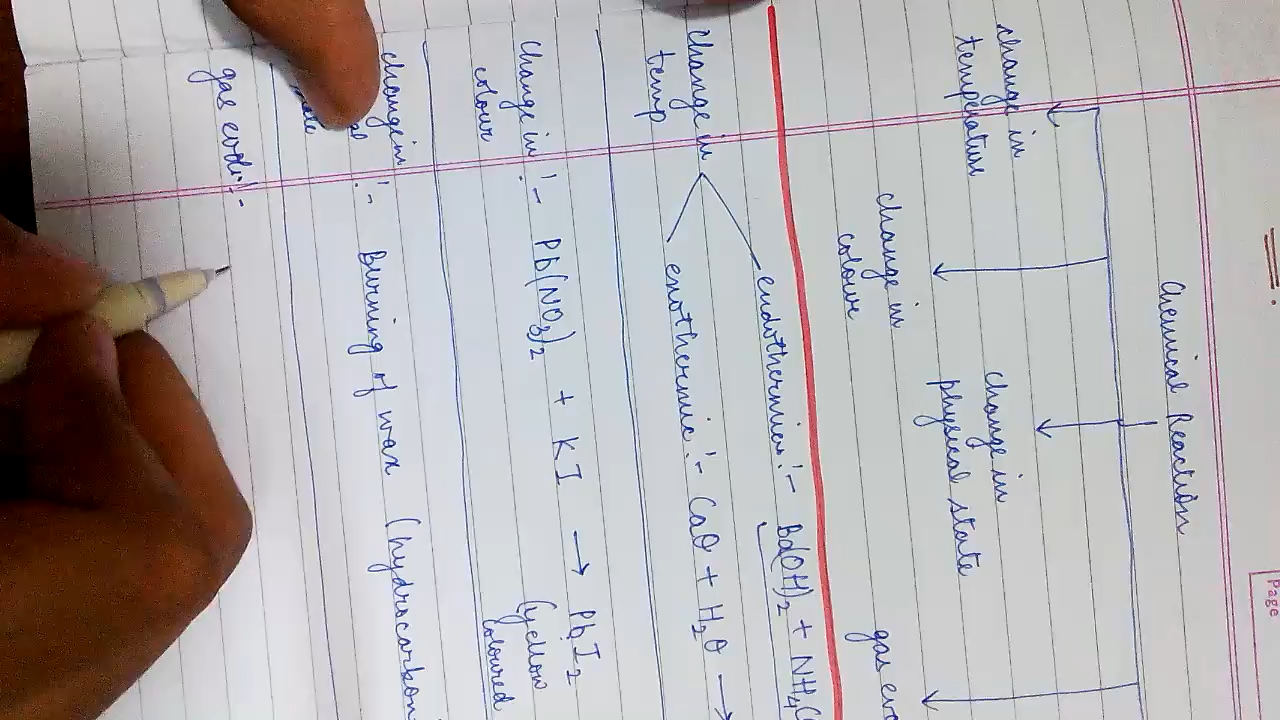 Page
Chemical Reaction
change in
temperature
change in
colour
change in
physical state
gas evo
change in
temp
endothermic :- Ba(OH)2 + NH4C
exothermic :- CaO + H2O →
change in
colour
:- Pb(NO3)2 + KI → PbI2
(yellow
coloured
change in
:- Burning of wax (hydrocarbon
gas evol :-